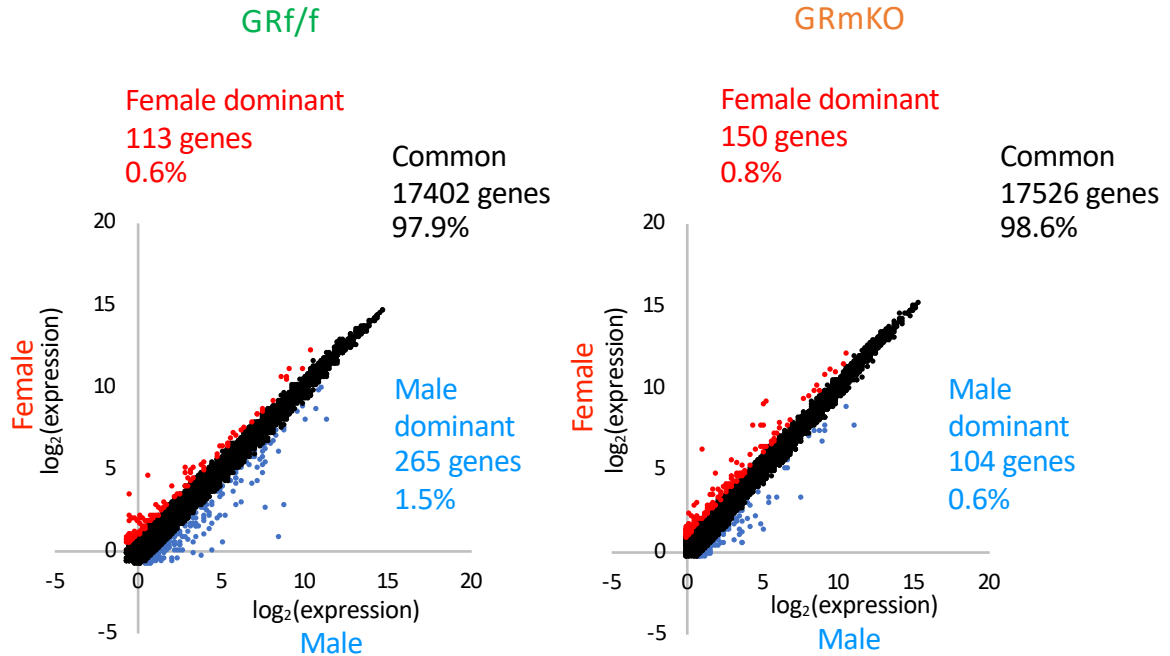 GRf/f
Female dominant
113 genes
0.6%
Common
17402 genes
97.9%
20
15
10
5
0
-5
-5
0
5
10
15
20
Female
log₂(expression)
Male
dominant
265 genes
1.5%
log₂(expression)
Male
GRmKO
Female dominant
150 genes
0.8%
Common
17526 genes
98.6%
20
15
10
5
0
-5
-5
0
5
10
15
20
Female
log₂(expression)
Male
dominant
104 genes
0.6%
log₂(expression)
Male